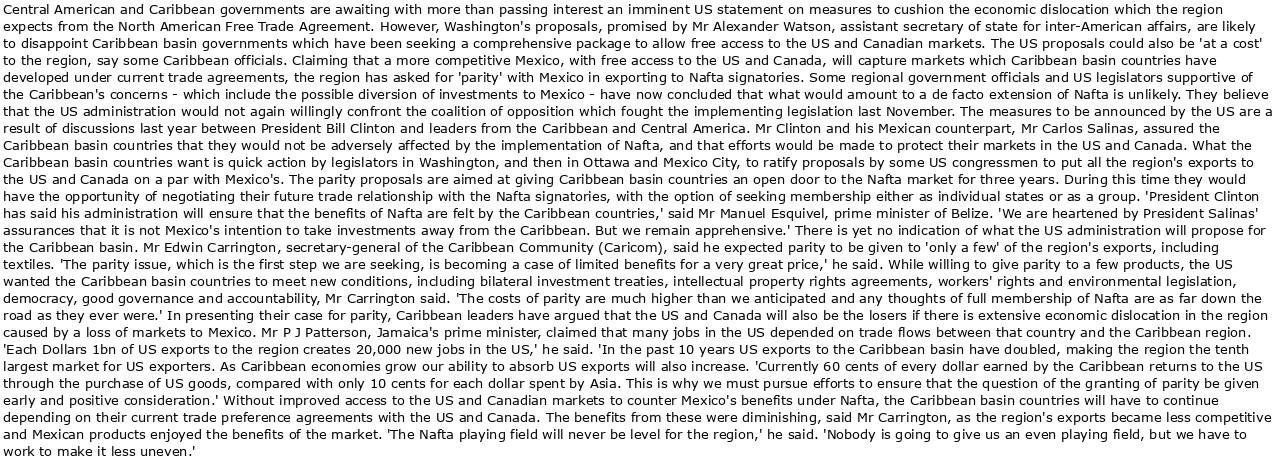 Central American and Caribbean governments are awaiting with more than passing interest an imminent US statement on measures to cushion the economic dislocation which the region
expects from the North American Free Trade Agreement. However, Washington's proposals, promised by Mr Alexander Watson, assistant secretary of state for inter-American affairs, are likely
to disappoint Caribbean basin governments which have been seeking a comprehensive package to allow free access to the US and Canadian markets. The US proposals could also be 'at a cost'
to the region, say some Caribbean officials. Claiming that a more competitive Mexico, with free access to the US and Canada, will capture markets which Caribbean basin countries have
developed under current trade agreements, the region has asked for 'parity' with Mexico in exporting to Nafta signatories. Some regional government officials and US legislators supportive of
the Caribbean's concerns - which include the possible diversion of investments to Mexico - have now concluded that what would amount to a de facto extension of Nafta is unlikely. They believe
that the US administration would not again willingly confront the coalition of opposition which fought the implementing legislation last November. The measures to be announced by the US are a
result of discussions last year between President Bill Clinton and leaders from the Caribbean and Central America. Mr Clinton and his Mexican counterpart, Mr Carlos Salinas, assured the
Caribbean basin countries that they would not be adversely affected by the implementation of Nafta, and that efforts would be made to protect their markets in the US and Canada. What the
Caribbean basin countries want is quick action by legislators in Washington, and then in Ottawa and Mexico City, to ratify proposals by some US congressmen to put all the region's exports to
the US and Canada on a par with Mexico's. The parity proposals are aimed at giving Caribbean basin countries an open door to the Nafta market for three years. During this time they would
have the opportunity of negotiating their future trade relationship with the Nafta signatories, with the option of seeking membership either as individual states or as a group. 'President Clinton
has said his administration will ensure that the benefits of Nafta are felt by the Caribbean countries,' said Mr Manuel Esquivel, prime minister of Belize. 'We are heartened by President Salinas'
assurances that it is not Mexico's intention to take investments away from the Caribbean. But we remain apprehensive.' There is yet no indication of what the US administration will propose for
the Caribbean basin. Mr Edwin Carrington, secretary-general of the Caribbean Community (Caricom), said he expected parity to be given to 'only a few' of the region's exports, including
textiles. 'The parity issue, which is the first step we are seeking, is becoming a case of limited benefits for a very great price,' he said. While willing to give parity to a few products, the US
wanted the Caribbean basin countries to meet new conditions, including bilateral investment treaties, intellectual property rights agreements, workers' rights and environmental legislation,
democracy, good governance and accountability, Mr Carrington said. 'The costs of parity are much higher than we anticipated and any thoughts of full membership of Nafta are as far down the
road as they ever were.' In presenting their case for parity, Caribbean leaders have argued that the US and Canada will also be the losers if there is extensive economic dislocation in the region
caused by a loss of markets to Mexico. Mr P J Patterson, Jamaica's prime minister, claimed that many jobs in the US depended on trade flows between that country and the Caribbean region.
'Each Dollars 1bn of US exports to the region creates 20,000 new jobs in the US,' he said. 'In the past 10 years US exports to the Caribbean basin have doubled, making the region the tenth
largest market for US exporters. As Caribbean economies grow our ability to absorb US exports will also increase. 'Currently 60 cents of every dollar earned by the Caribbean returns to the US
through the purchase of US goods, compared with only 10 cents for each dollar spent by Asia. This is why we must pursue efforts to ensure that the question of the granting of parity be given
early and positive consideration.' Without improved access to the US and Canadian markets to counter Mexico's benefits under Nafta, the Caribbean basin countries will have to continue
depending on their current trade preference agreements with the US and Canada. The benefits from these were diminishing, said Mr Carrington, as the region's exports became less competitive
and Mexican products enjoyed the benefits of the market. 'The Nafta playing field will never be level for the region,' he said. 'Nobody is going to give us an even playing field, but we have to
work to make it less uneven.'